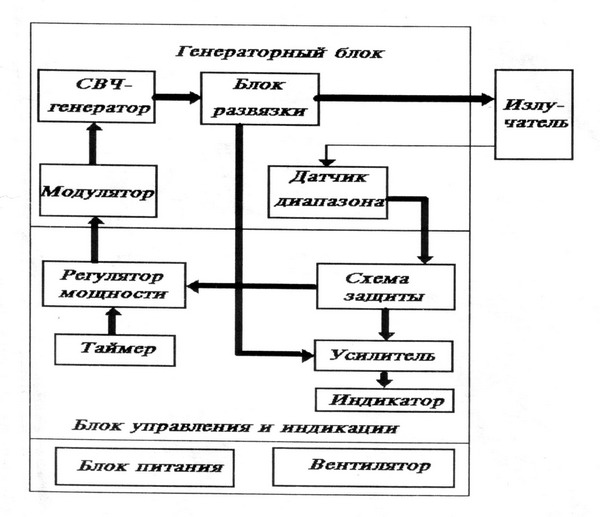 Генераторный блок
СВЧ-
генератор
Блок
развязки
Излу-
чатель
Модулятор
Датчик
диапазона
Регулятор
мощности
Схема
защиты
Таймер
Усилитель
Индикатор
Блок управления и индикации
Блок питания
Вентилятор